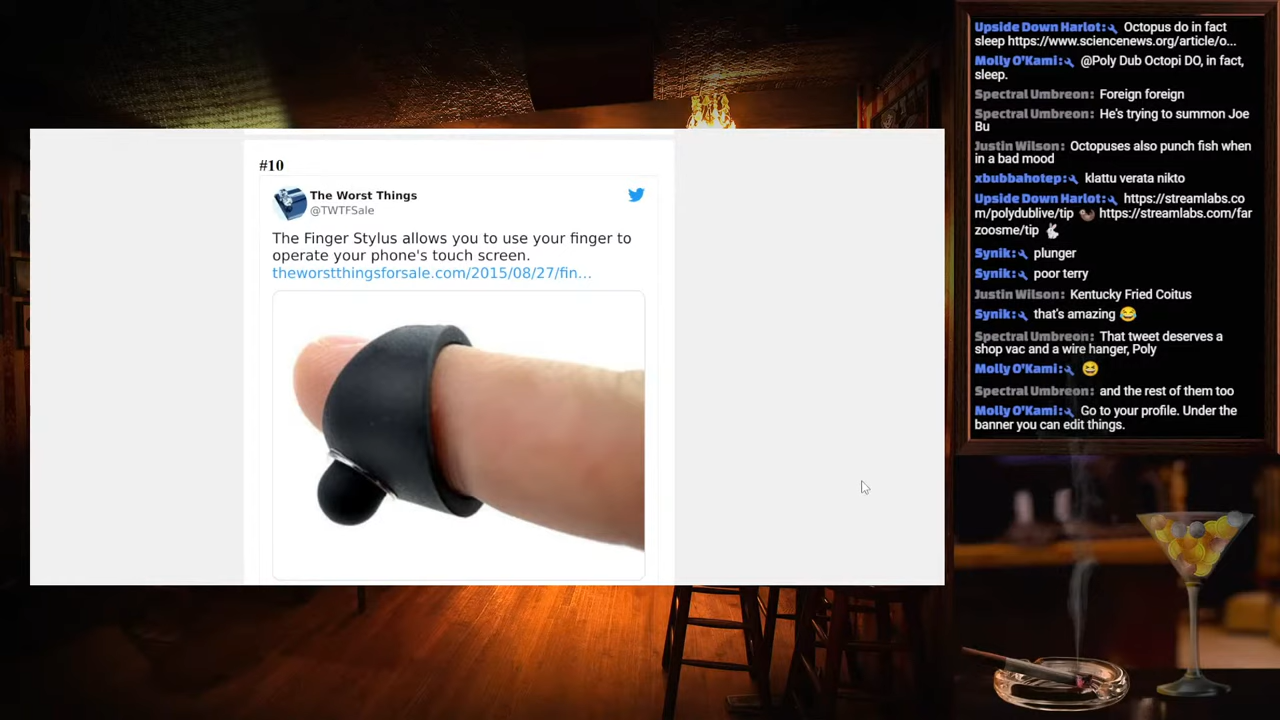 #10
The Worst Things
@TWTFSale
The Finger Stylus allows you to use your finger to
operate your phone's touch screen.
theworstthingsforsale.com/2015/08/27/fin...
Upside Down Harlot: Octopus do in fact
sleep https://www.sciencenews.org/article/o...
Molly O'Kami: @Poly Dub Octopi DO, in fact,
sleep.
Spectral Umbreon: Foreign foreign
Spectral Umbreon: He's trying to summon Joe
Bu
Justin Wilson: Octopuses also punch fish when
in a bad mood
xbubbahotep: klattu verata nikto
Upside Down Harlot: https://streamlabs.co
m/polydublive/tip 🦦 https://streamlabs.com/far
zoosme/tip 🐇
Synik: plunger
Synik: poor terry
Justin Wilson: Kentucky Fried Coitus
Synik: that's amazing 😂
Spectral Umbreon: That tweet deserves a
shop vac and a wire hanger, Poly
Molly O'Kami: 😆
Spectral Umbreon: and the rest of them too
Molly O'Kami: Go to your profile. Under the
banner you can edit things.